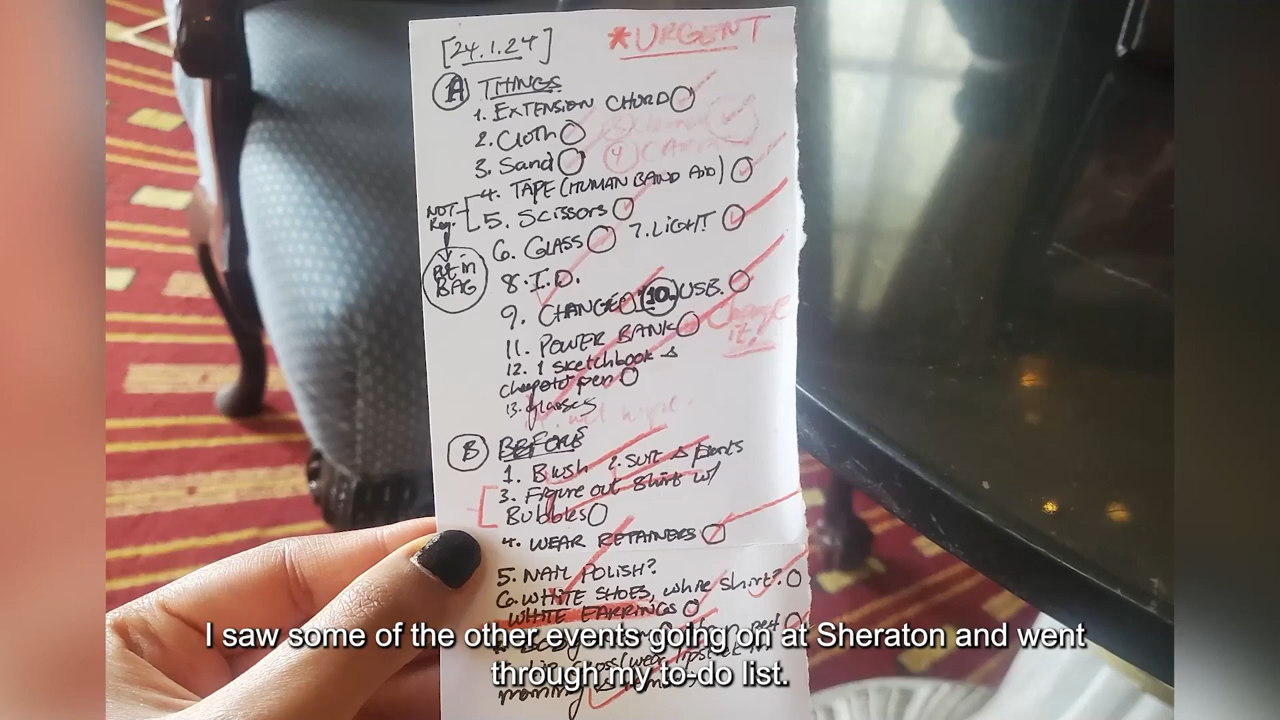 [24.1.24]
*URGENT
A THINGS
1. EXTENSION CHORD
2. Cloth
3. Sand
4
4. TAPE (HUMAN BAND AID)
NOT
Req.
5. SCISSORS
6. GLASS 7. LIGHT
Put in
BAG
8. I.D.
9. CHANGE 10. USB.
11. POWER BANK
Charge
it.
12. 1 sketchbook &
pen
13. glasses
B BEFORE
1. Blush 2. Suit & pants
3. Figure out Shirt w/
Bubbles
4. WEAR RETAINERS
5. NAIL POLISH?
6. WHITE SHOES, white shirt?
WHITE EARRINGS
I saw some of the other events going on at Sheraton and went
through my to-do list.
morning